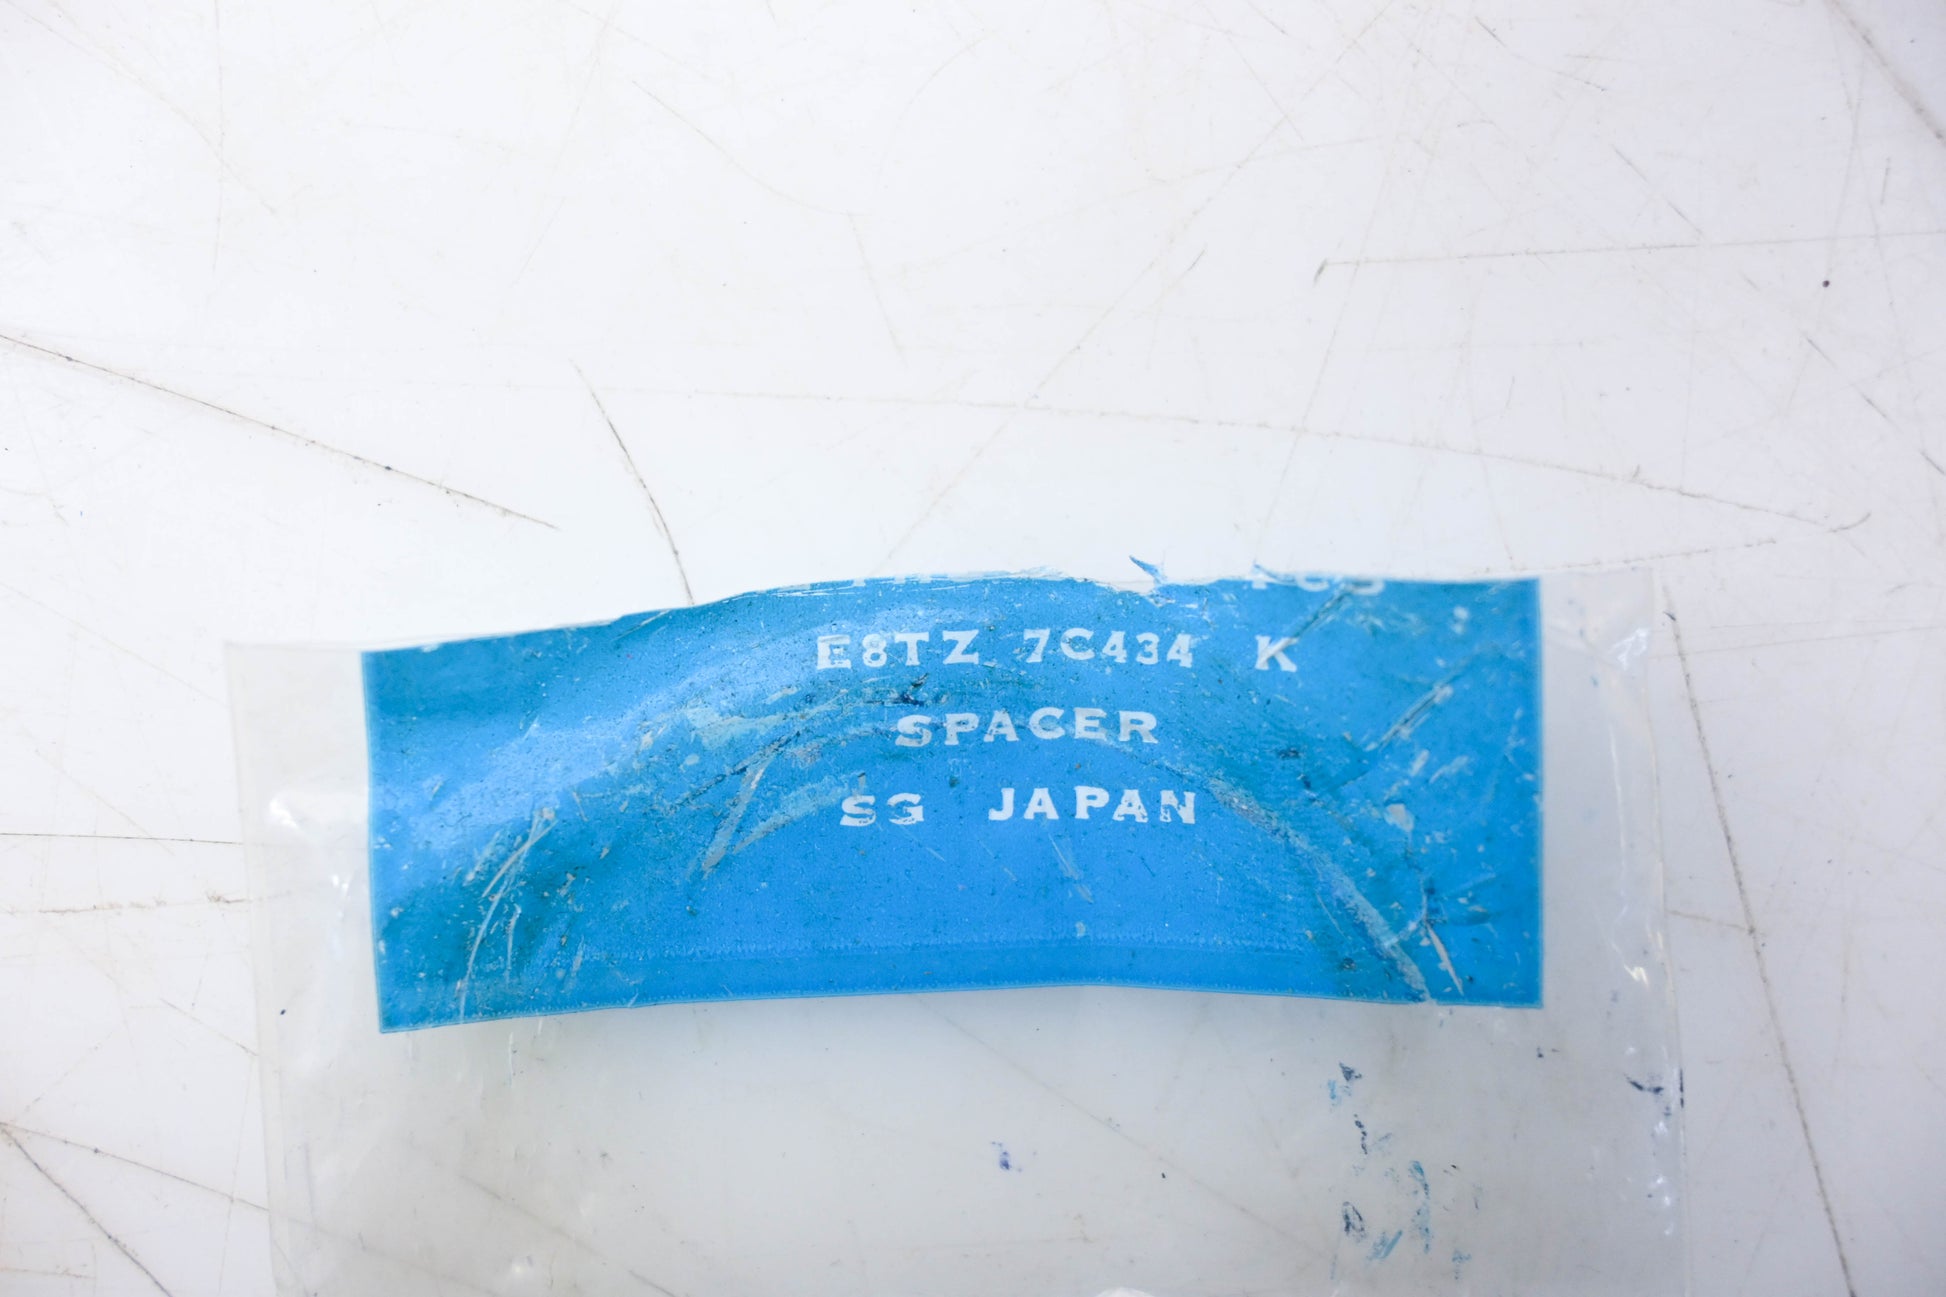 E8TZ 7C434 K
SPACER
SG JAPAN